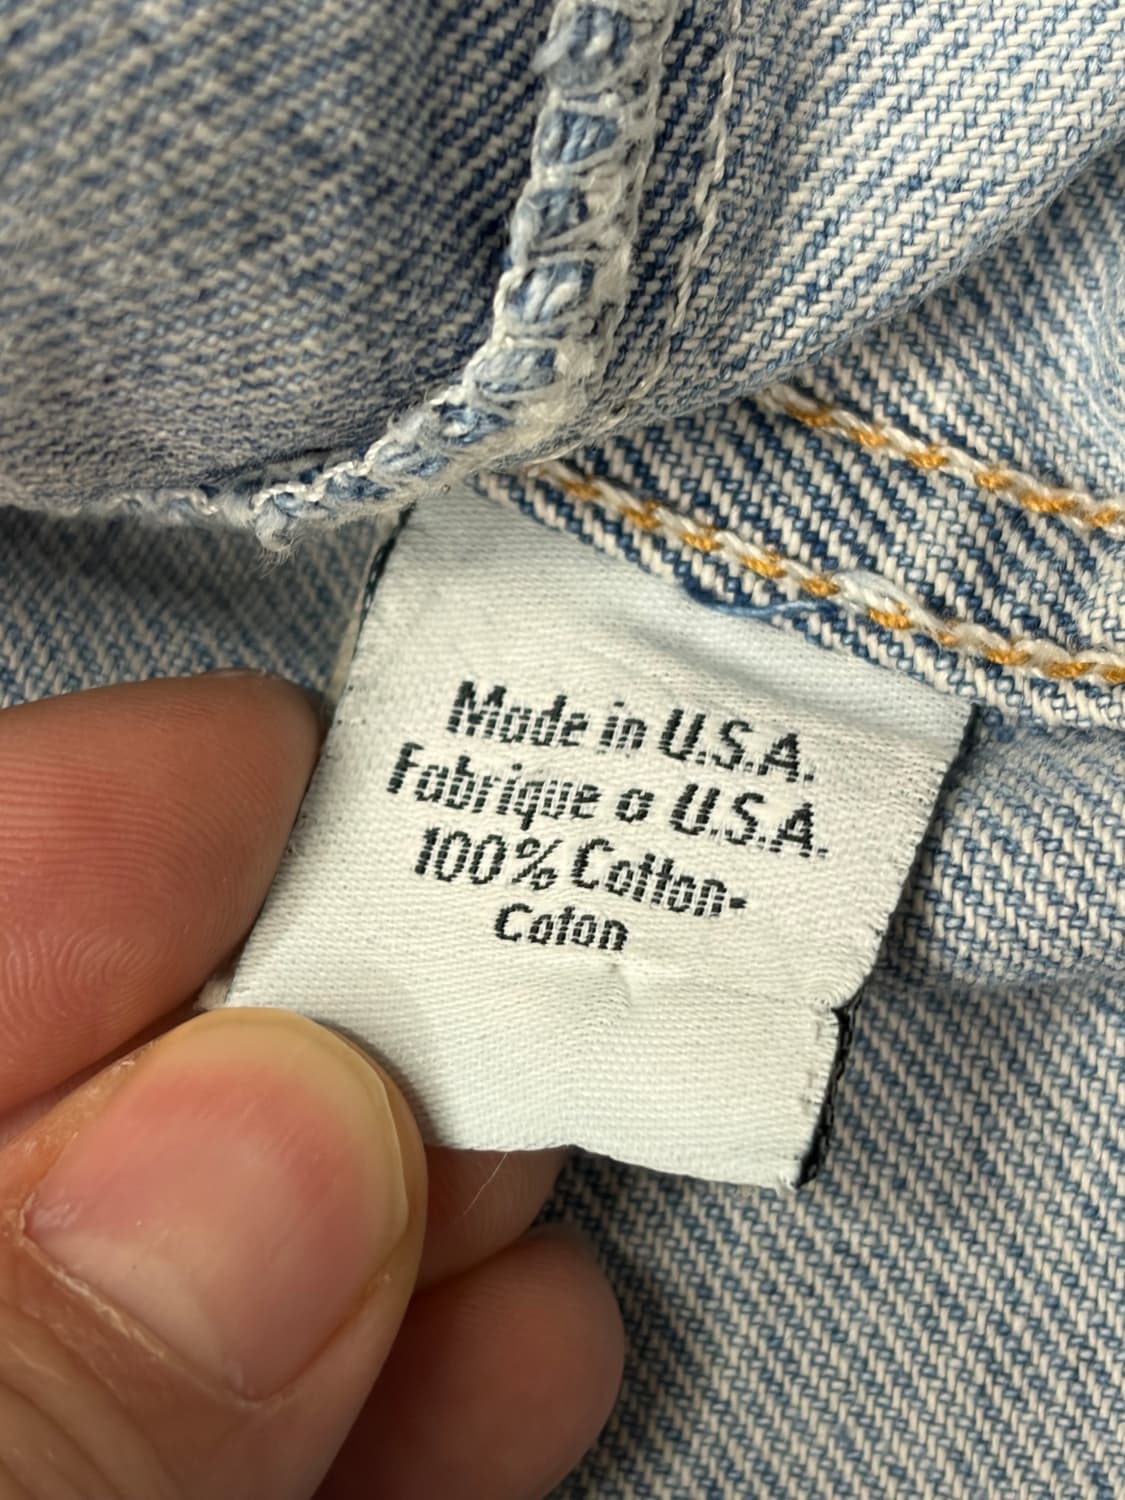 Made in U.S.A.
Fabrique a U.S.A.
100% Cotton-
Coton